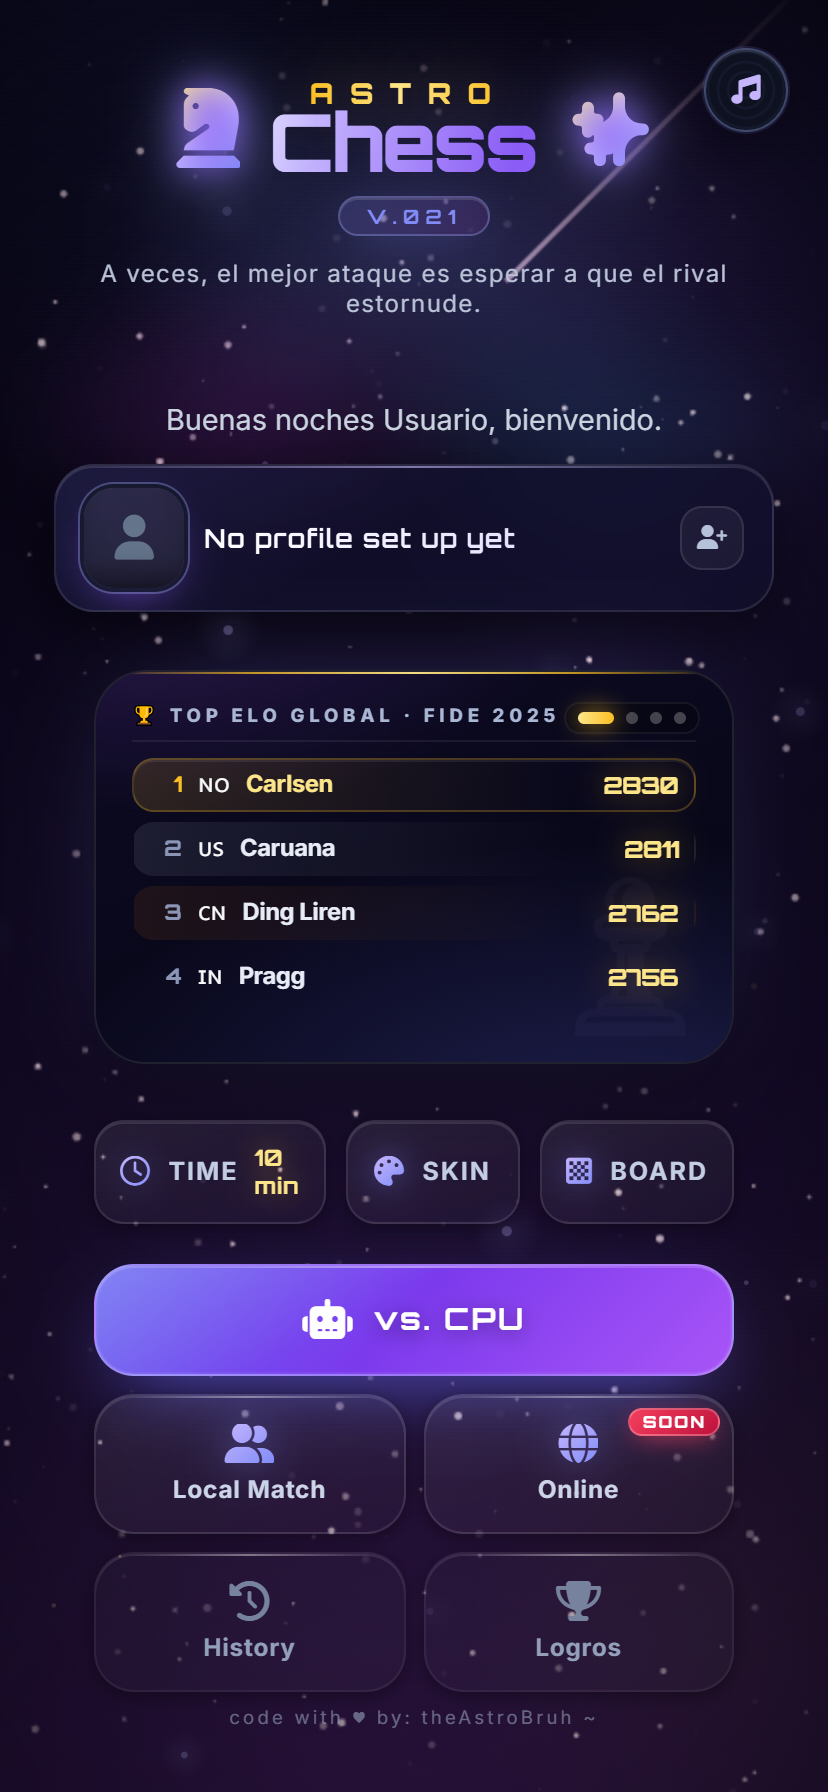 ASTRO
Chess
V.021
A veces, el mejor ataque es esperar a que el rival
estornude.
Buenas noches Usuario, bienvenido.
No profile set up yet
TOP ELO GLOBAL · FIDE 2025
1 NO Carlsen 2830
2 US Caruana 2811
3 CN Ding Liren 2762
4 IN Pragg 2756
TIME 10 min
SKIN
BOARD
vs. CPU
Local Match
Online
SOON
History
Logros
code with ♥ by: theAstroBruh ~